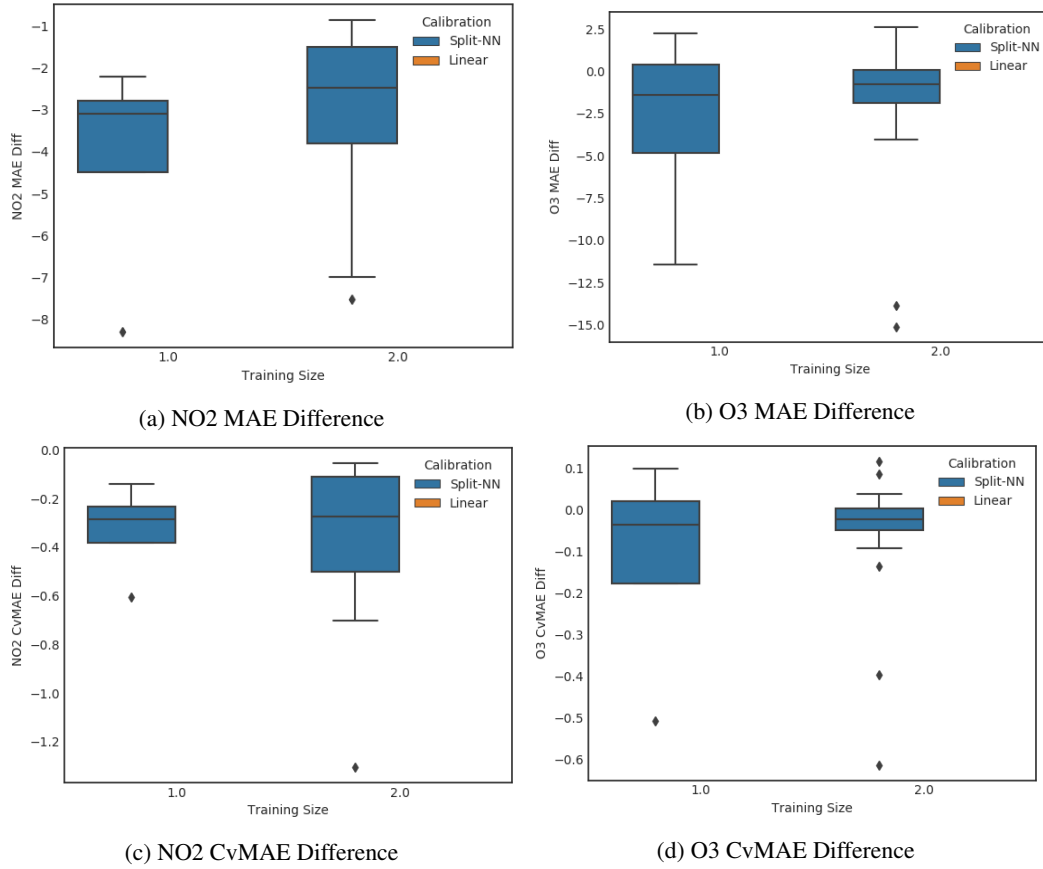 −1
−2
−3
−4
−5
−6
−7
−8
NO2 MAE Diff
1.0 2.0
Training Size
Calibration
Split-NN
Linear
(a) NO2 MAE Difference
2.5
0.0
−2.5
−5.0
−7.5
−10.0
−12.5
−15.0
O3 MAE Diff
1.0 2.0
Training Size
Calibration
Split-NN
Linear
(b) O3 MAE Difference
0.0
−0.2
−0.4
−0.6
−0.8
−1.0
−1.2
NO2 CvMAE Diff
1.0 2.0
Training Size
Calibration
Split-NN
Linear
(c) NO2 CvMAE Difference
0.1
0.0
−0.1
−0.2
−0.3
−0.4
−0.5
−0.6
O3 CvMAE Diff
1.0 2.0
Training Size
Calibration
Split-NN
Linear
(d) O3 CvMAE Difference